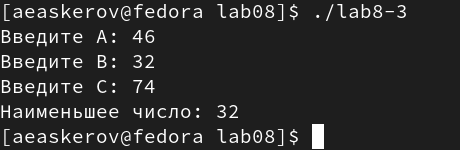 [aeaskerov@fedora lab08]$ ./lab8-3
Введите A: 46
Введите B: 32
Введите C: 74
Наименьшее число: 32
[aeaskerov@fedora lab08]$